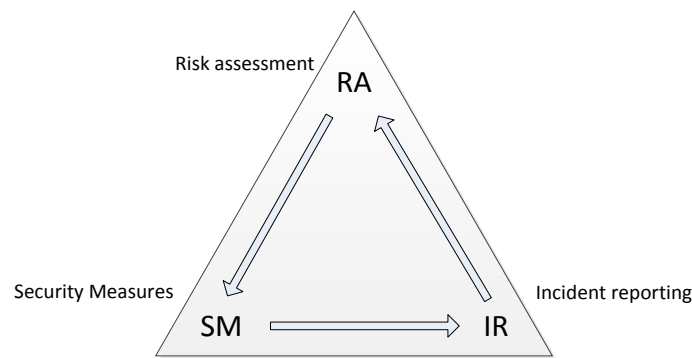 Risk assessment
RA
Security Measures
Incident reporting
SM
IR